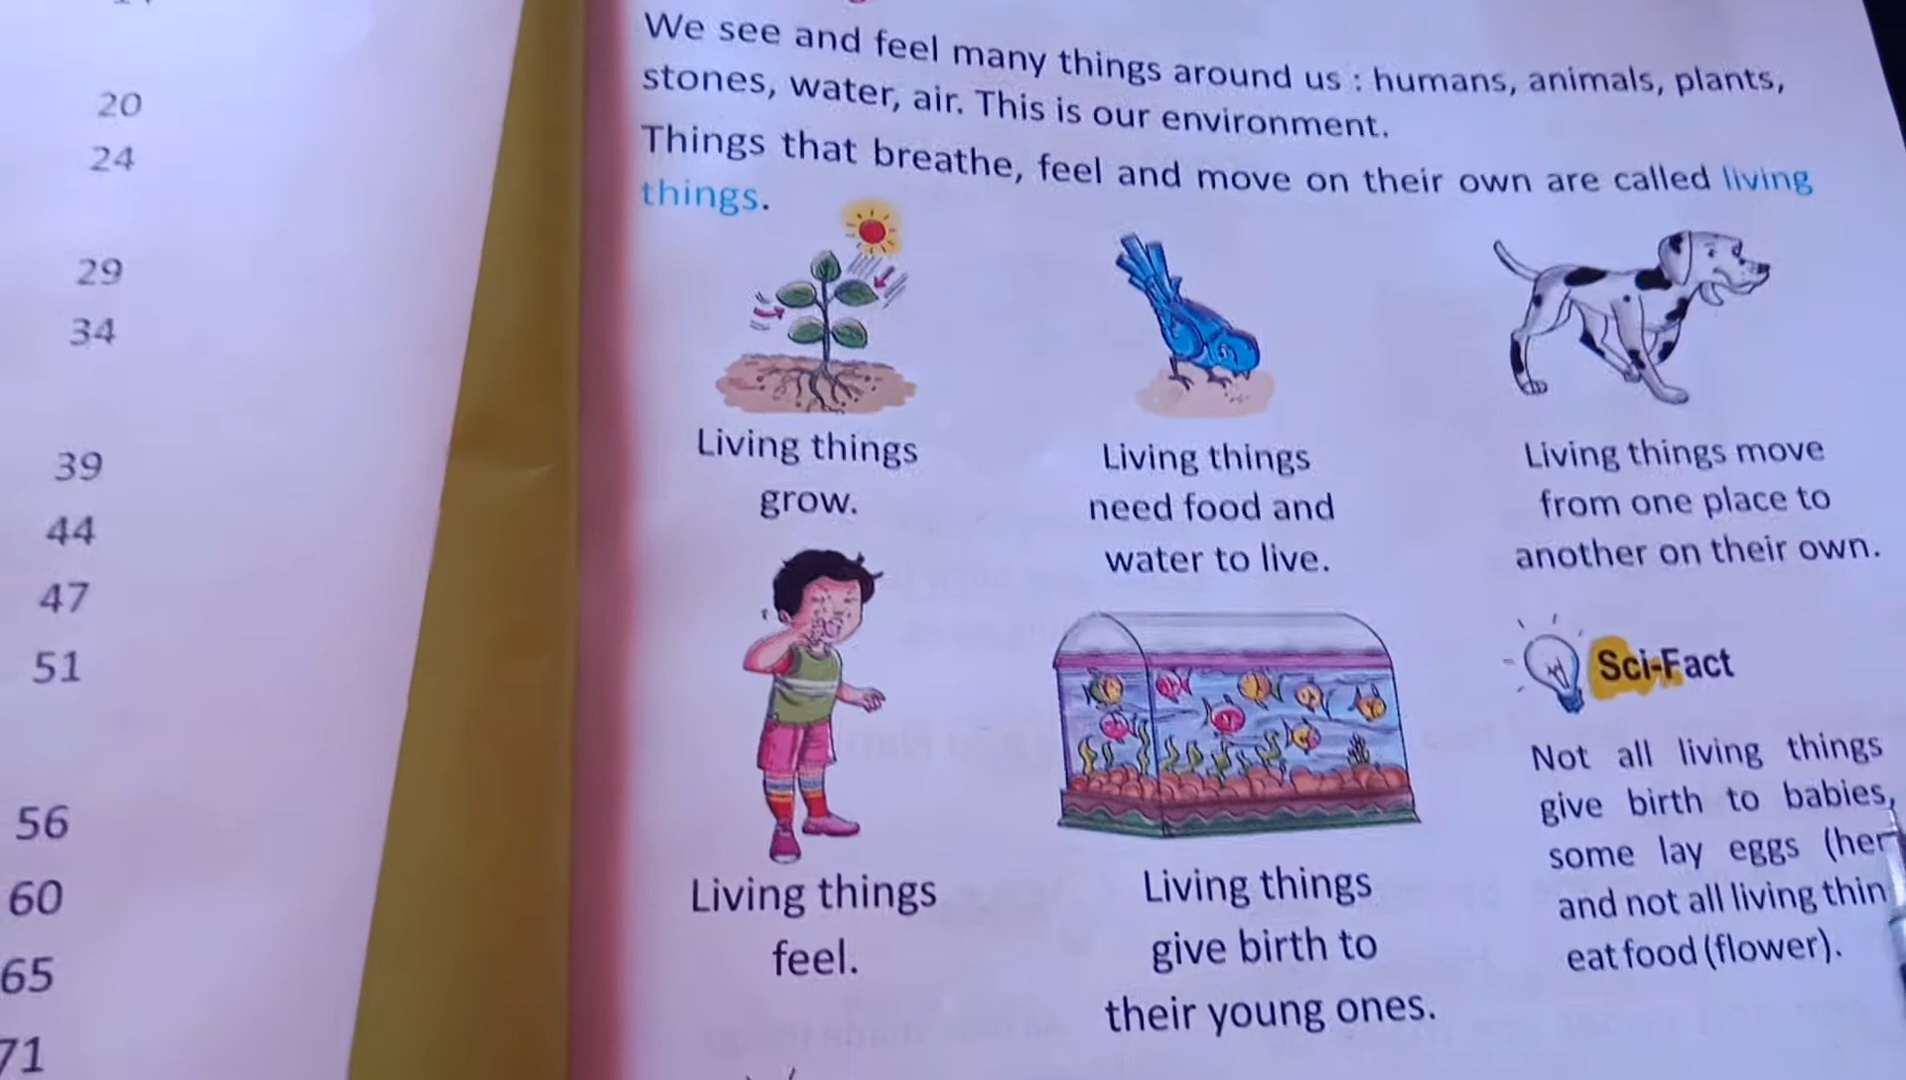 20
24
29
34
39
44
47
51
56
60
65
71
We see and feel many things around us : humans, animals, plants,
stones, water, air. This is our environment.
Things that breathe, feel and move on their own are called living
things.
Living things
grow.
Living things
need food and
water to live.
Living things move
from one place to
another on their own.
Living things
feel.
Living things
give birth to
their young ones.
Sci-Fact
Not all living things
give birth to babies,
some lay eggs
and not all living
eat food (flower).